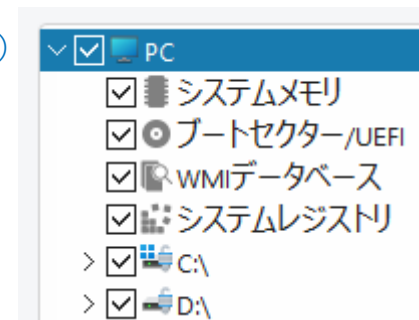 PC
システムメモリ
ブートセクター/UEFI
WMIデータベース
システムレジストリ
C:\
D:\